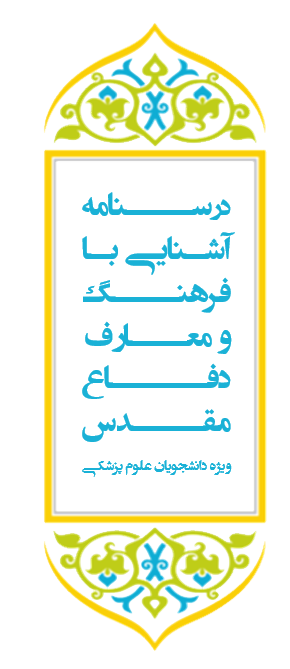 درسنامه
آشنایی با
فرهنگ
و معارف
دفاع
مقدس
ویژه دانشجویان علوم پزشکی